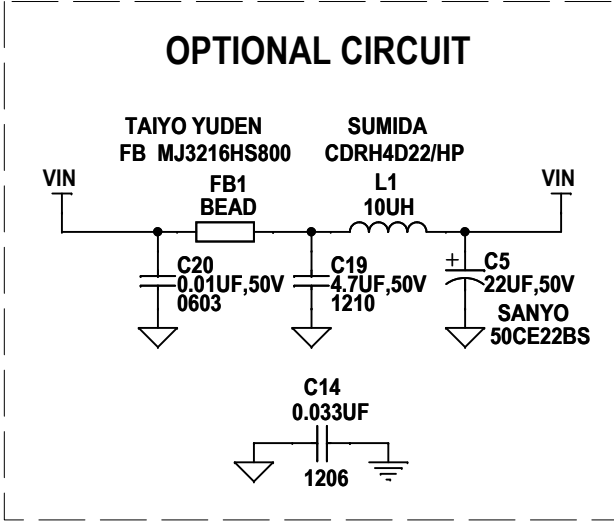 OPTIONAL CIRCUIT
TAIYO YUDEN
FB MJ3216HS800
SUMIDA
CDRH4D22/HP
VIN
FB1
BEAD
L1
10UH
VIN
C20
0.01UF,50V
0603
C19
4.7UF,50V
1210
+
C5
22UF,50V
SANYO
50CE22BS
C14
0.033UF
1206